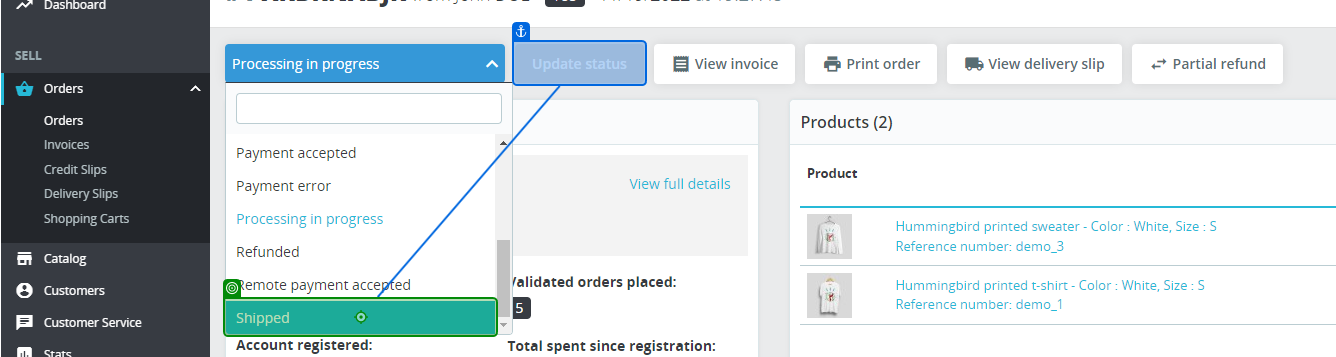 Dashboard
SELL
Orders
Orders
Invoices
Credit Slips
Delivery Slips
Shopping Carts
Catalog
Customers
Customer Service
Stats
Processing in progress
Update status
View invoice
Print order
View delivery slip
Partial refund
Payment accepted
Payment error
Processing in progress
Refunded
Remote payment accepted
Shipped
View full details
Validated orders placed:
5
Account registered:
Total spent since registration:
Products (2)
Product
Hummingbird printed sweater - Color : White, Size : S
Reference number: demo_3
Hummingbird printed t-shirt - Color : White, Size : S
Reference number: demo_1